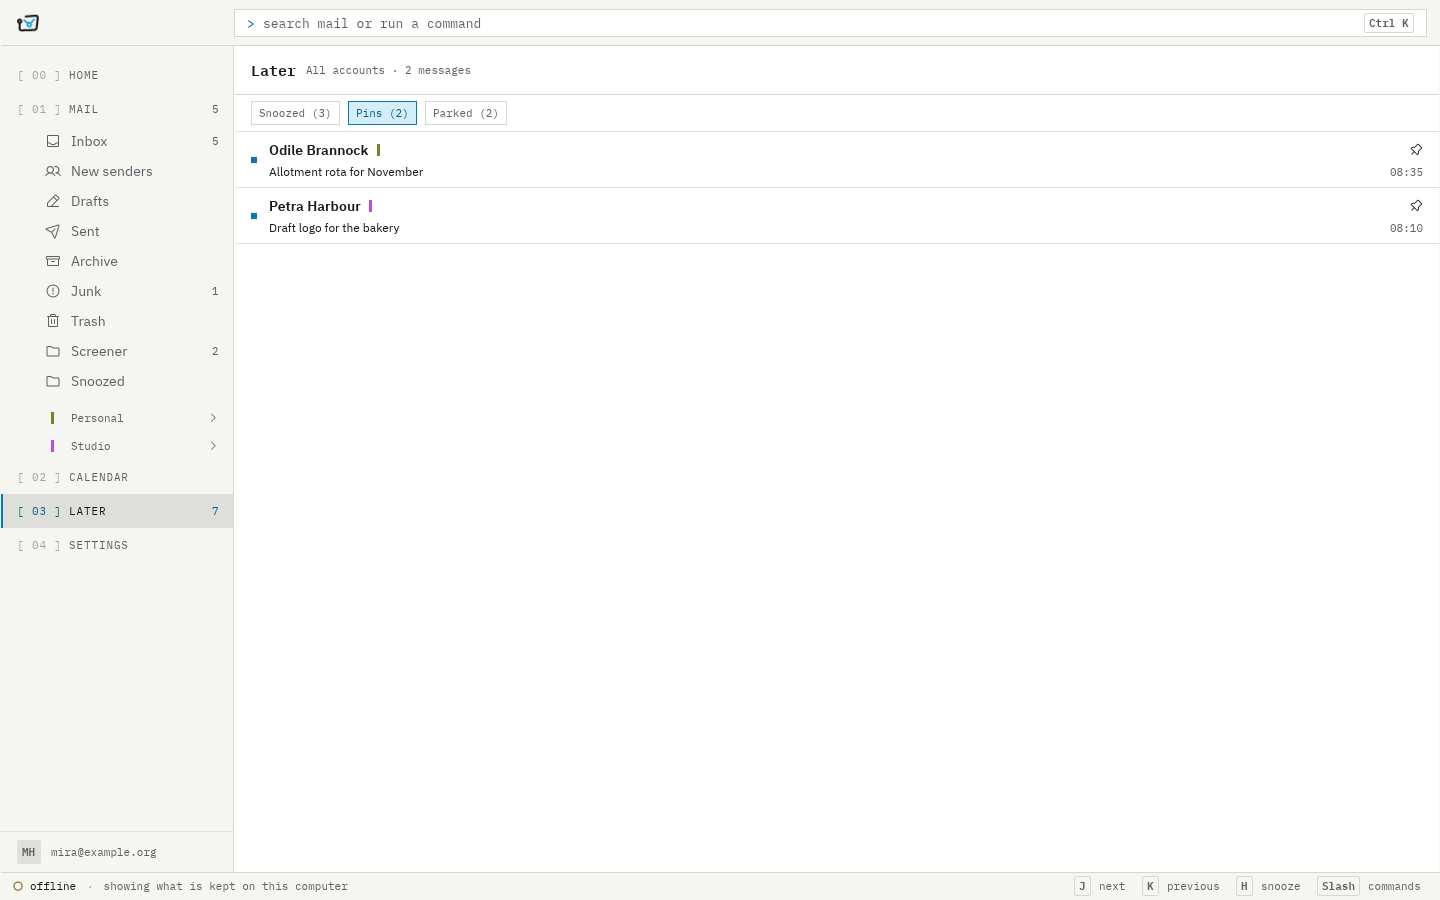 > search mail or run a command Ctrl K
[ 00 ] HOME
[ 01 ] MAIL 5
Inbox 5
New senders
Drafts
Sent
Archive
Junk 1
Trash
Screener 2
Snoozed
Personal
Studio
[ 02 ] CALENDAR
[ 03 ] LATER 7
[ 04 ] SETTINGS
MH mira@example.org
Later All accounts · 2 messages
Snoozed (3) Pins (2) Parked (2)
Odile Brannock
Allotment rota for November 08:35
Petra Harbour
Draft logo for the bakery 08:10
offline · showing what is kept on this computer
J next K previous H snooze Slash commands